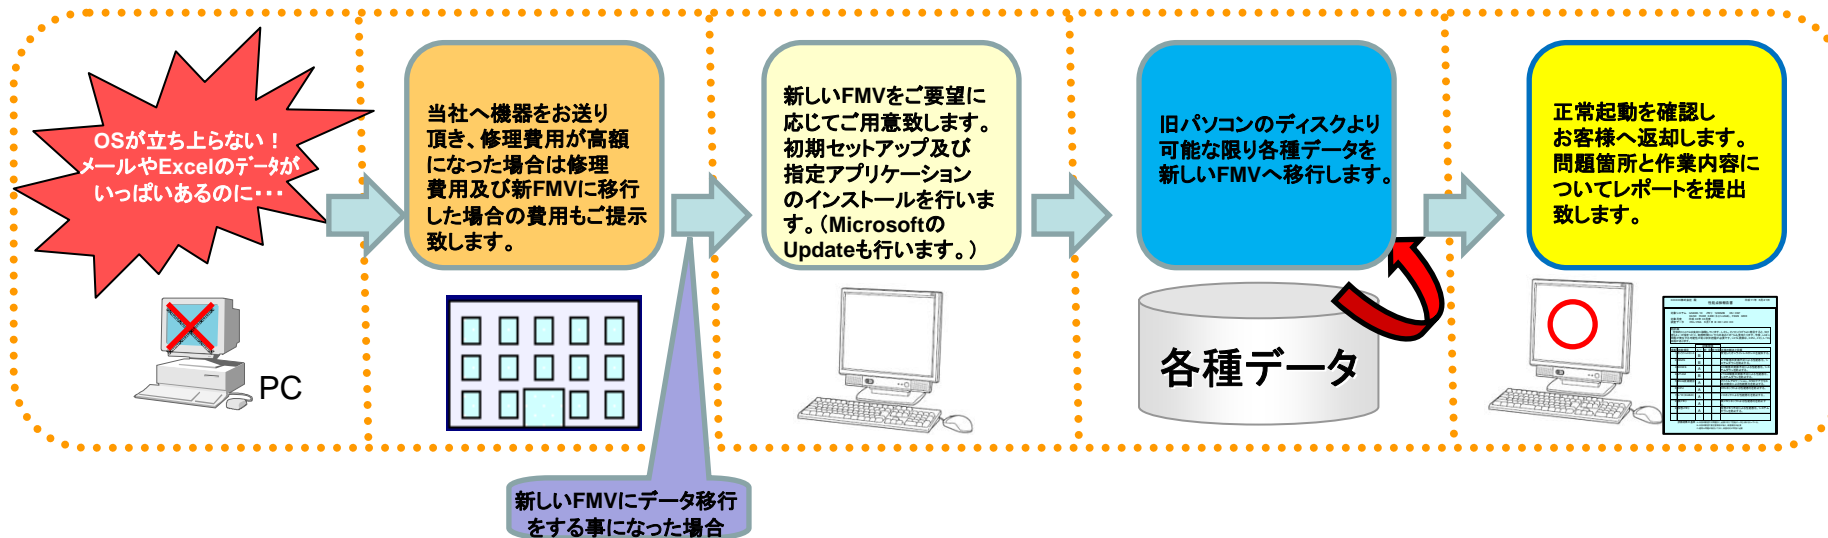 OSが立ち上らない！
メールやExcelのﾃﾞｰﾀが
いっぱいあるのに・・・
PC
当社へ機器をお送り
頂き、修理費用が高額
になった場合は修理
費用及び新FMVに移行
した場合の費用もご提示
致します。
新しいFMVにデータ移行
をする事になった場合
新しいFMVをご要望に
応じてご用意致します。
初期セットアップ及び
指定アプリケーション
のインストールを行いま
す。（Microsoftの
Updateも行います。）
旧パソコンのディスクより
可能な限り各種データを
新しいFMVへ移行します。
各種データ
正常起動を確認し
お客様へ返却します。
問題箇所と作業内容に
ついてレポートを提出
致します。